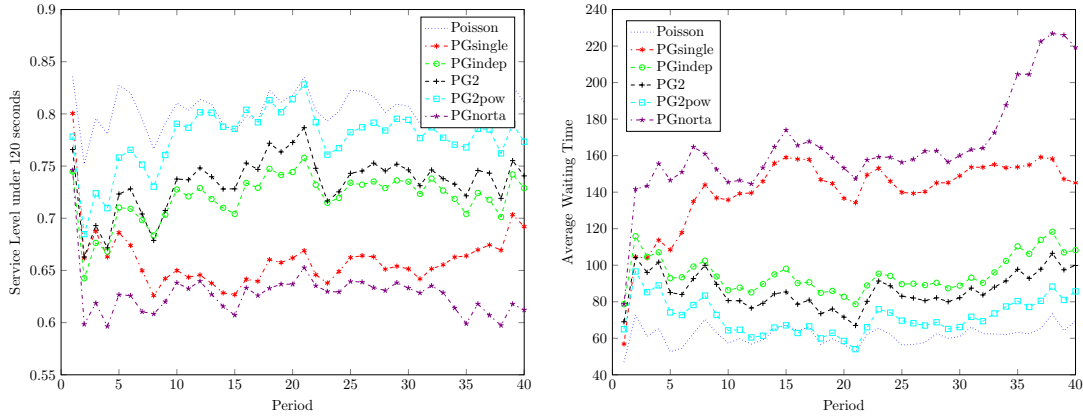 0.9
0.85
0.8
0.75
0.7
0.65
0.6
0.55
Service Level under 120 seconds
0 5 10 15 20 25 30 35 40
Period
Poisson
PGsingle
PGindep
PG2
PG2pow
PGnorta
240
220
200
180
160
140
120
100
80
60
40
Average Waiting Time
0 5 10 15 20 25 30 35 40
Period
Poisson
PGsingle
PGindep
PG2
PG2pow
PGnorta